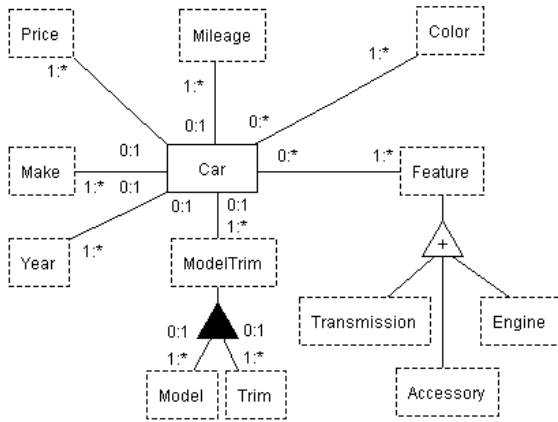 Price
Mileage
Color
1:*
1:*
1:*
0:1
0:1
0:*
Make
Car
0:*
1:*
Feature
1:*
0:1
0:1
0:1
1:*
Year
1:*
ModelTrim
+
0:1
0:1
Transmission
Engine
1:*
1:*
Model
Trim
Accessory